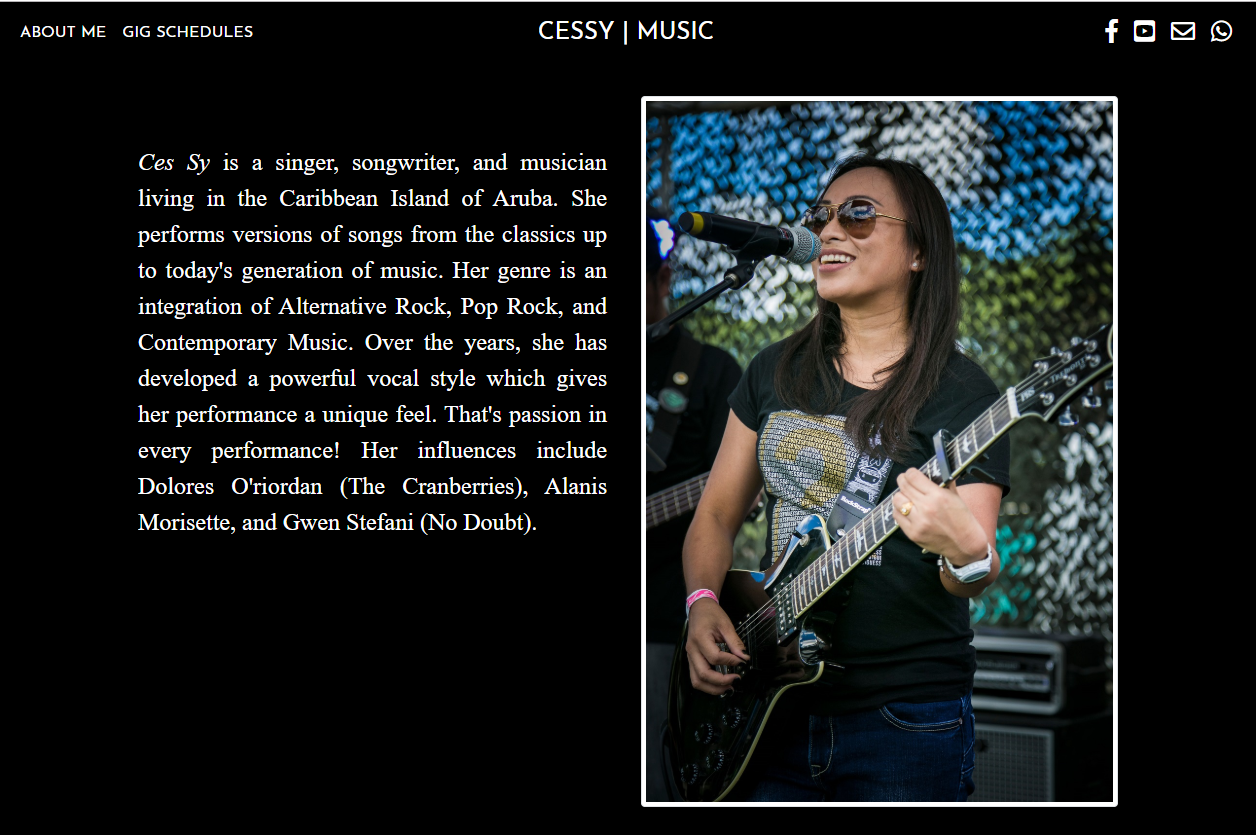 ABOUT ME GIG SCHEDULES CESSY | MUSIC
Ces Sy is a singer, songwriter, and musician
living in the Caribbean Island of Aruba. She
performs versions of songs from the classics up
to today's generation of music. Her genre is an
integration of Alternative Rock, Pop Rock, and
Contemporary Music. Over the years, she has
developed a powerful vocal style which gives
her performance a unique feel. That's passion in
every performance! Her influences include
Dolores O'riordan (The Cranberries), Alanis
Morisette, and Gwen Stefani (No Doubt).